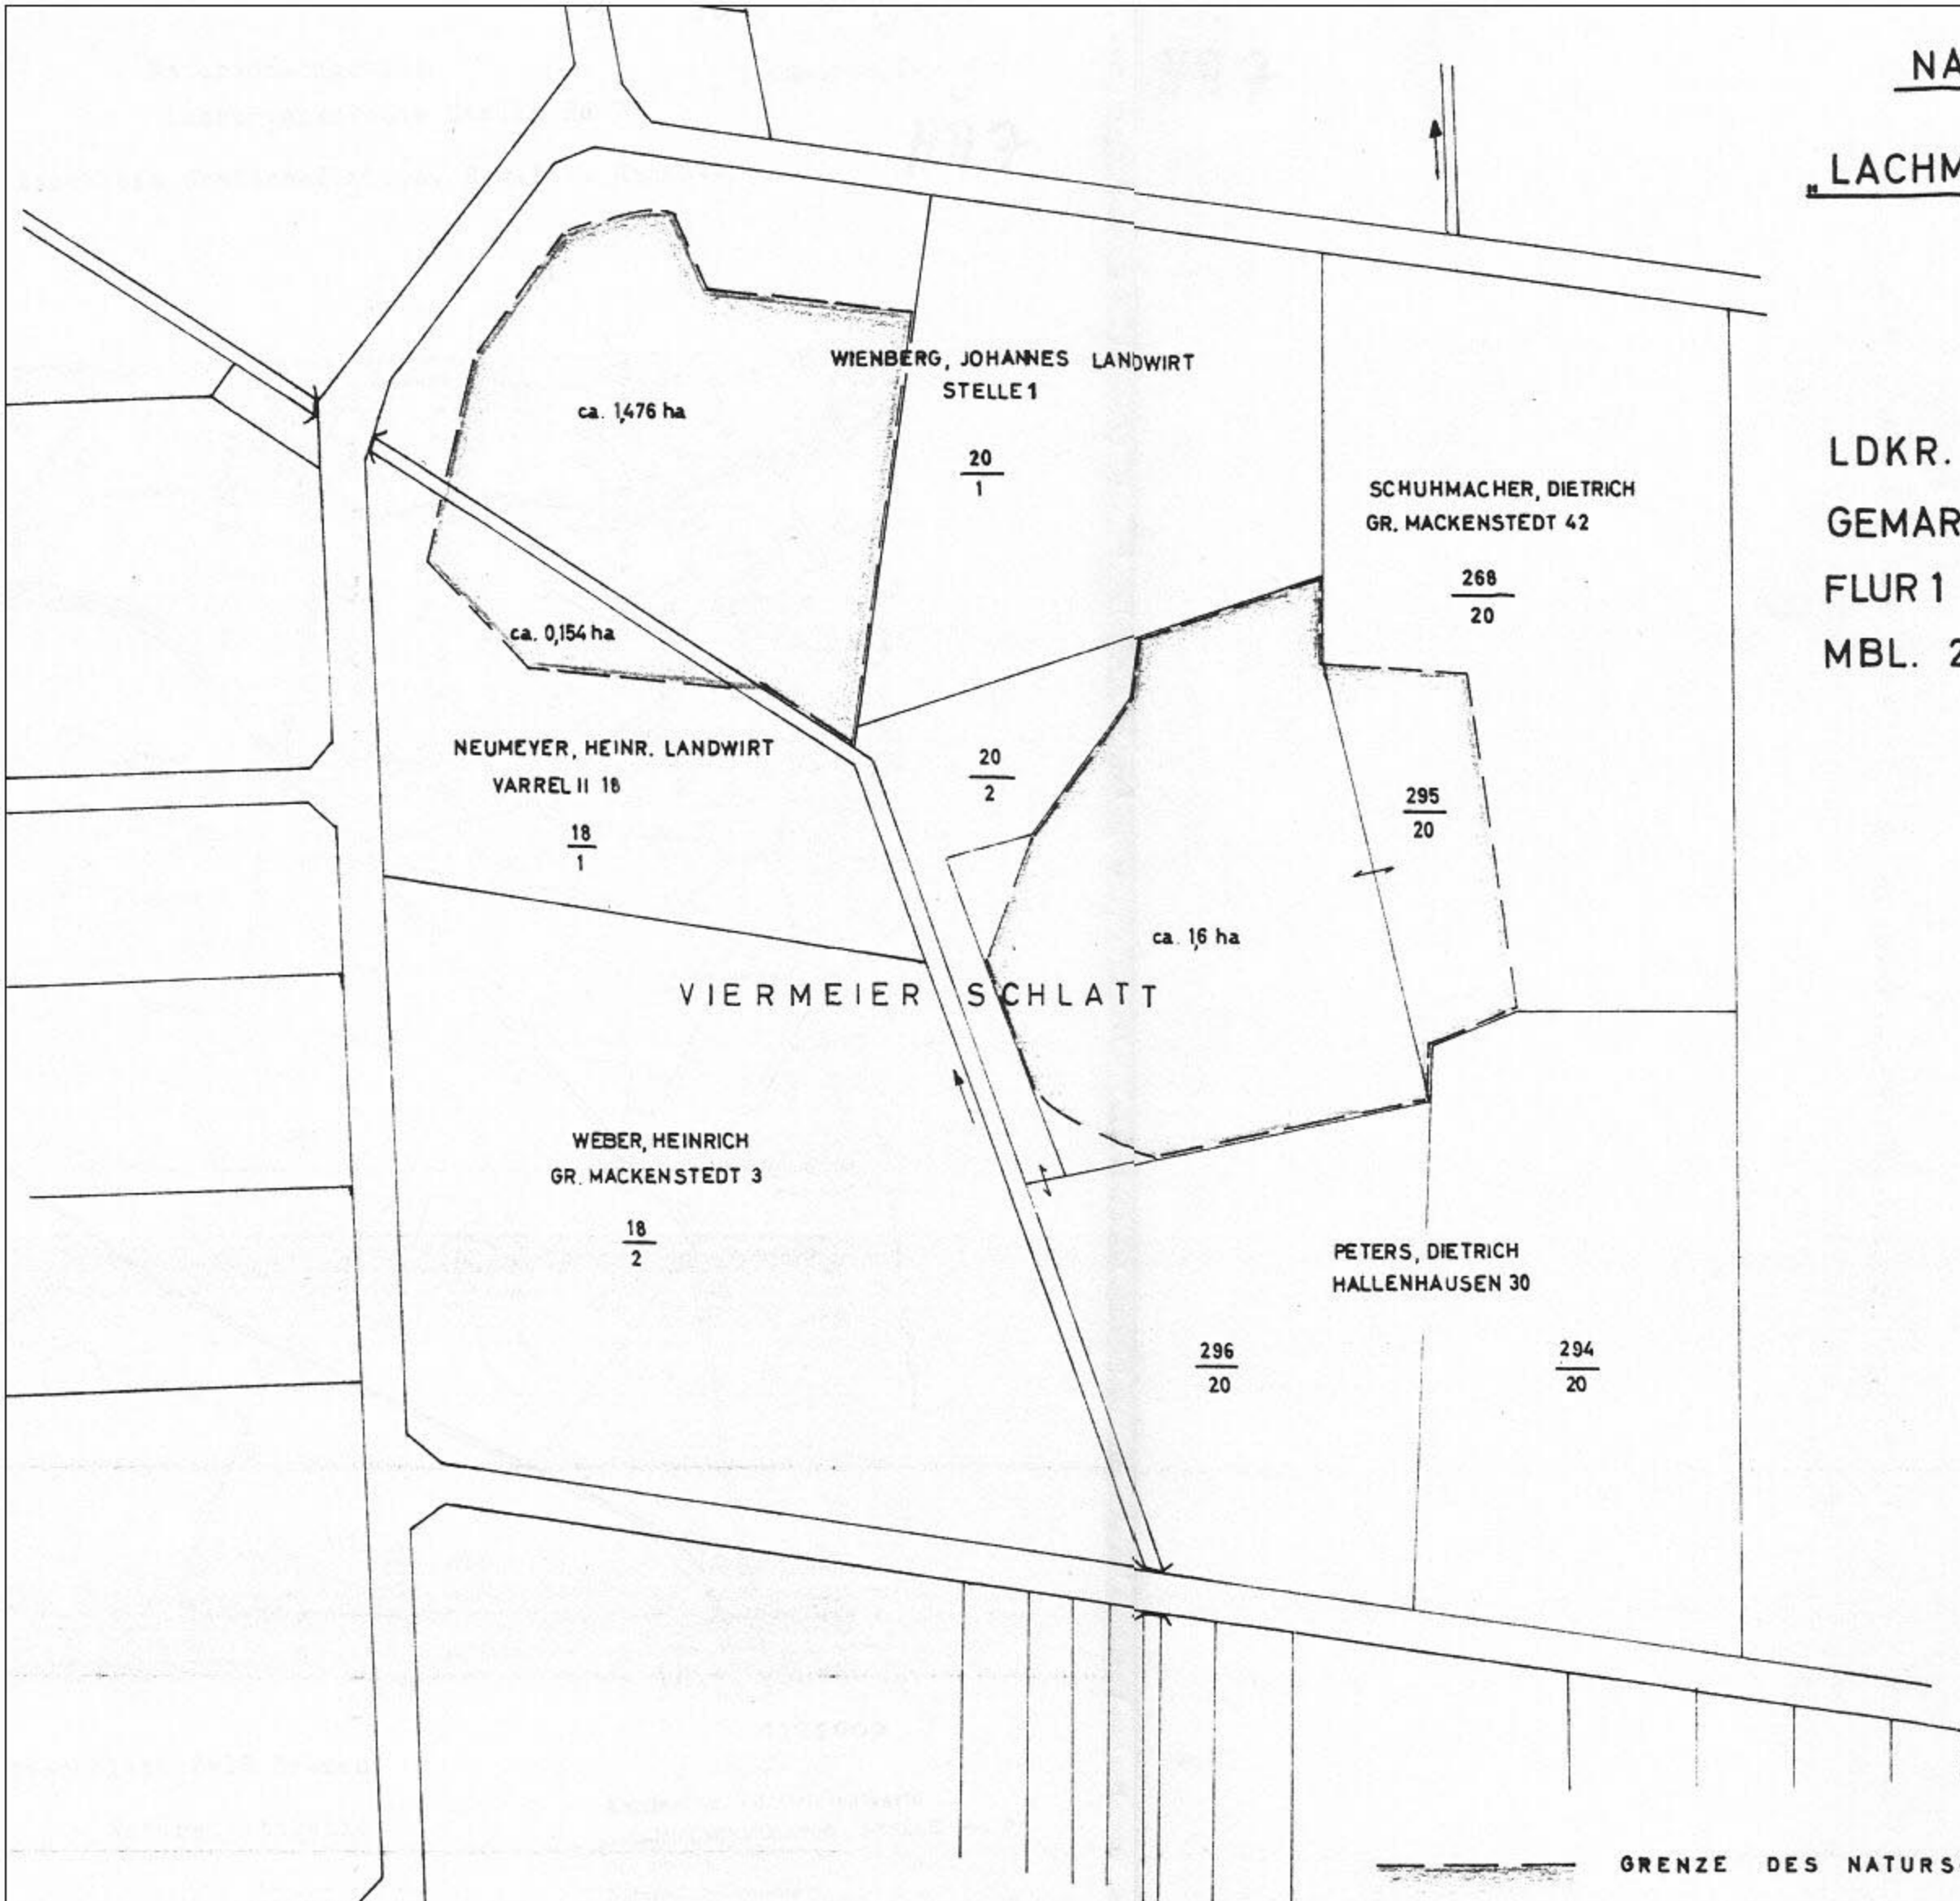 NA
„LACHM
WIENBERG, JOHANNES LANDWIRT
STELLE 1
ca. 1,476 ha
20
1
LDKR.
SCHUHMACHER, DIETRICH
GR. MACKENSTEDT 42
GEMAR
268
20
FLUR 1
ca. 0,154 ha
MBL. 2
NEUMEYER, HEINR. LANDWIRT
VARREL II 18
20
2
295
20
18
1
ca. 1,6 ha
VIERMEIER SCHLATT
WEBER, HEINRICH
GR. MACKENSTEDT 3
18
2
PETERS, DIETRICH
HALLENHAUSEN 30
296
20
294
20
GRENZE DES NATURS